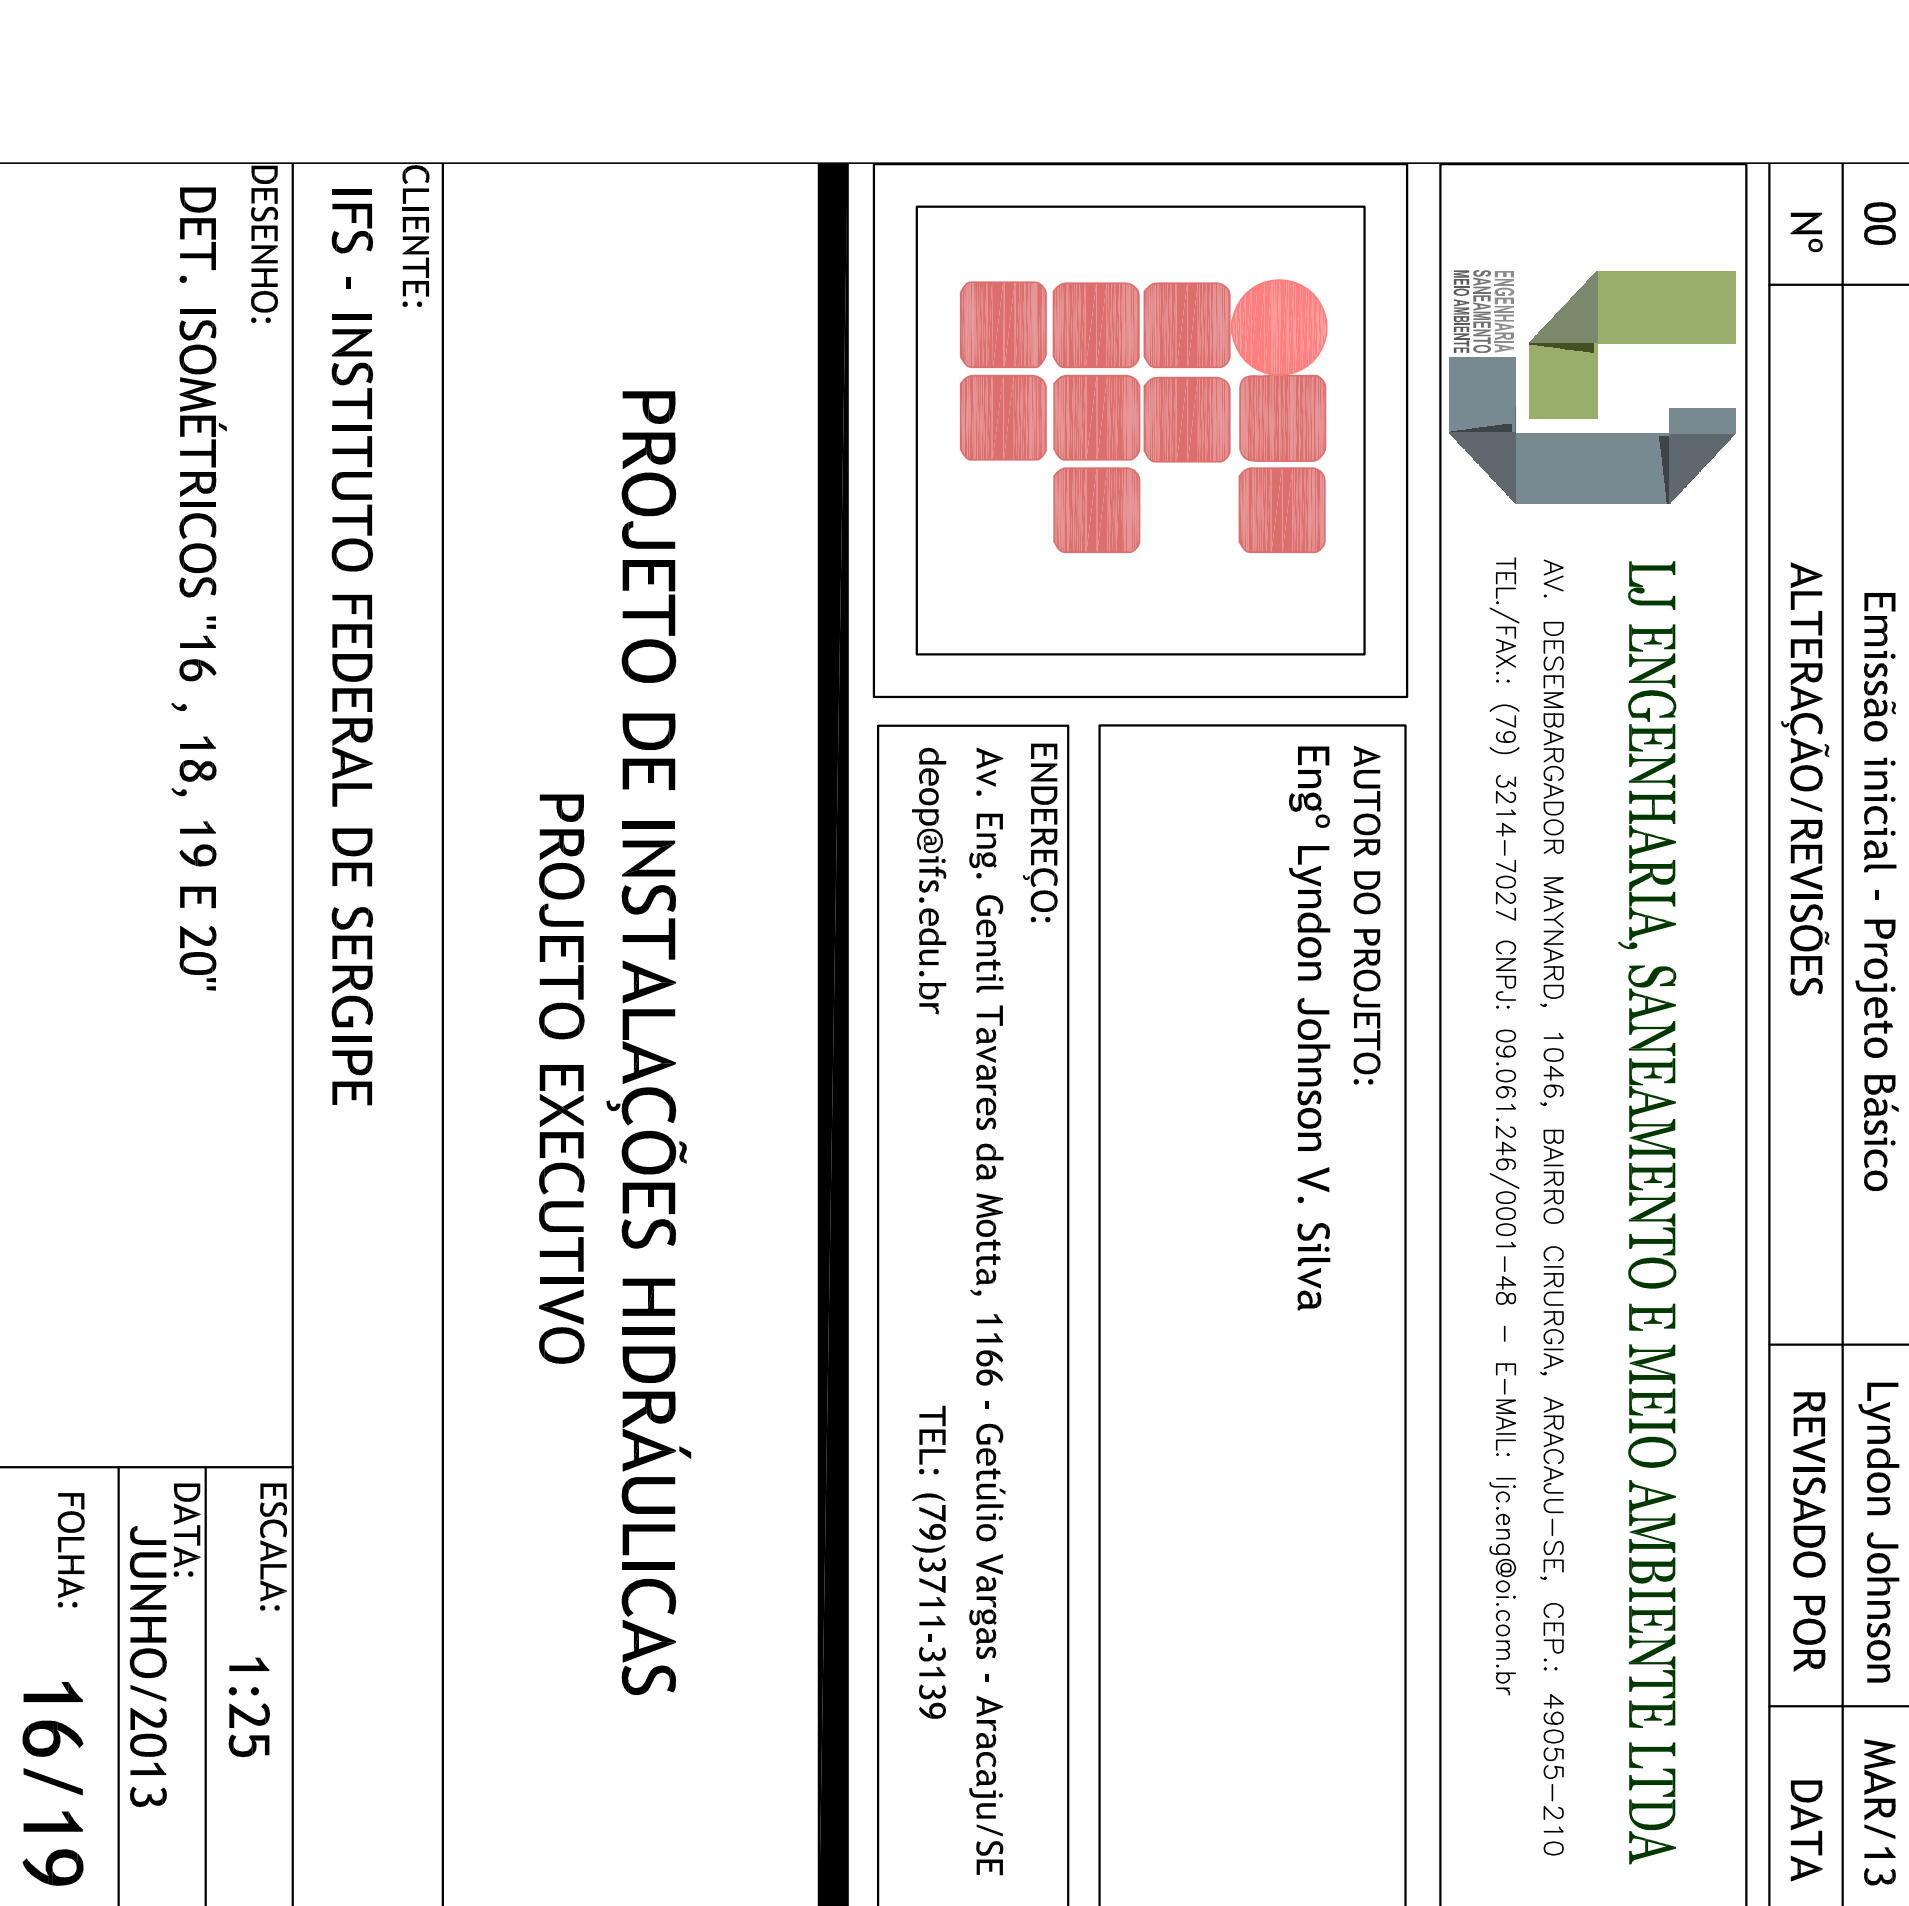 00 Emissão inicial - Projeto Básico Lyndon Johnson MAR/13
Nº ALTERAÇÃO/REVISÕES REVISADO POR DATA
LJ ENGENHARIA, SANEAMENTO E MEIO AMBIENTE LTDA
AV. DESEMBARGADOR MAYNARD, 1046, BAIRRO CIRURGIA, ARACAJU-SE, CEP.: 49055-210
ENGENHARIA
SANEAMENTO
MEIO AMBIENTE
TEL./FAX.: (79) 3214-7027 CNPJ: 09.061.246/0001-48 - E-MAIL: ljc.eng@oi.com.br
AUTOR DO PROJETO:
Engº Lyndon Johnson V. Silva
ENDEREÇO:
Av. Eng. Gentil Tavares da Motta, 1166 - Getúlio Vargas - Aracaju/SE
deop@ifs.edu.br TEL: (79)3711-3139
PROJETO DE INSTALAÇÕES HIDRÁULICAS
PROJETO EXECUTIVO
CLIENTE:
IFS - INSTITUTO FEDERAL DE SERGIPE
DESENHO:
DET. ISOMÉTRICOS "16 , 18, 19 E 20"
ESCALA: 1:25
DATA:
JUNHO/2013
FOLHA: 16/19